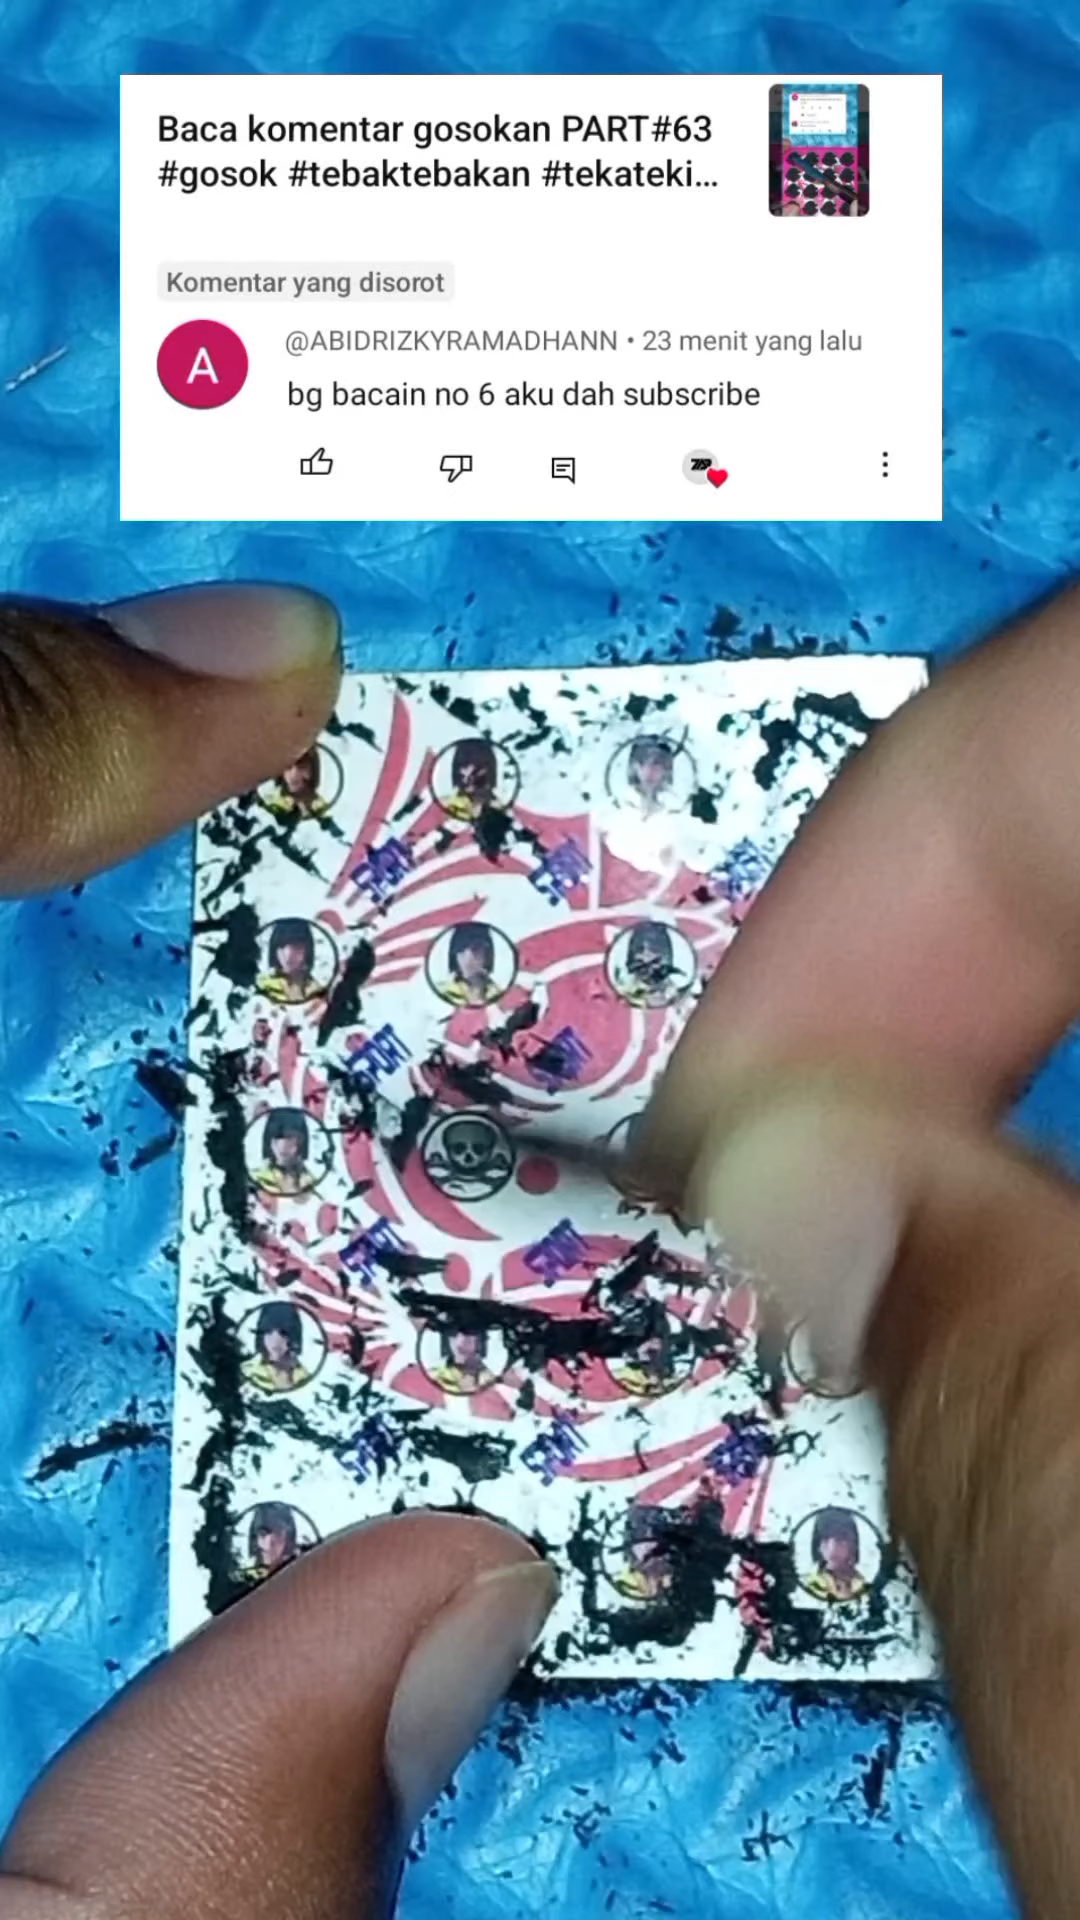 Baca komentar gosokan PART#63
#gosok #tebaktebakan #tekateki...
Komentar yang disorot
A
@ABIDRIZKYRAMADHANN • 23 menit yang lalu
bg bacain no 6 aku dah subscribe